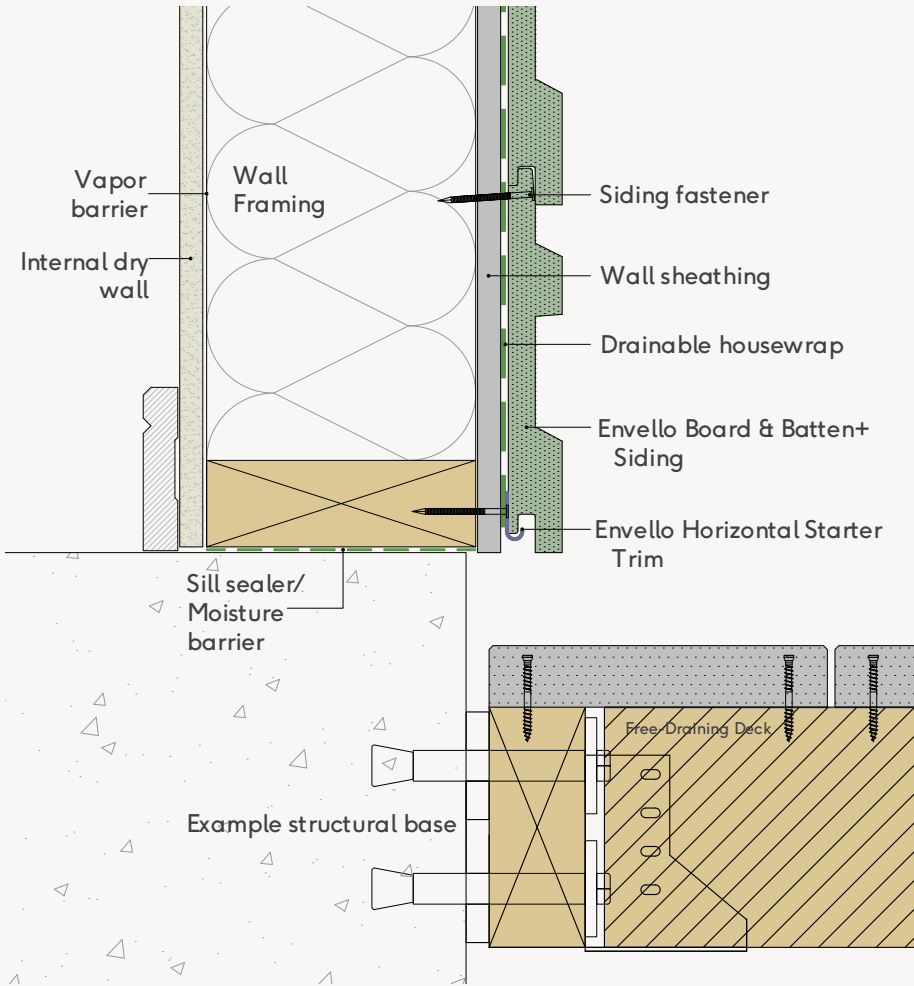 Vapor
barrier
Wall
Framing
Siding fastener
Internal dry
wall
Wall sheathing
Drainable housewrap
Envello Board & Batten+
Siding
Envello Horizontal Starter
Trim
Sill sealer/
Moisture
barrier
Free-Draining Deck
Example structural base